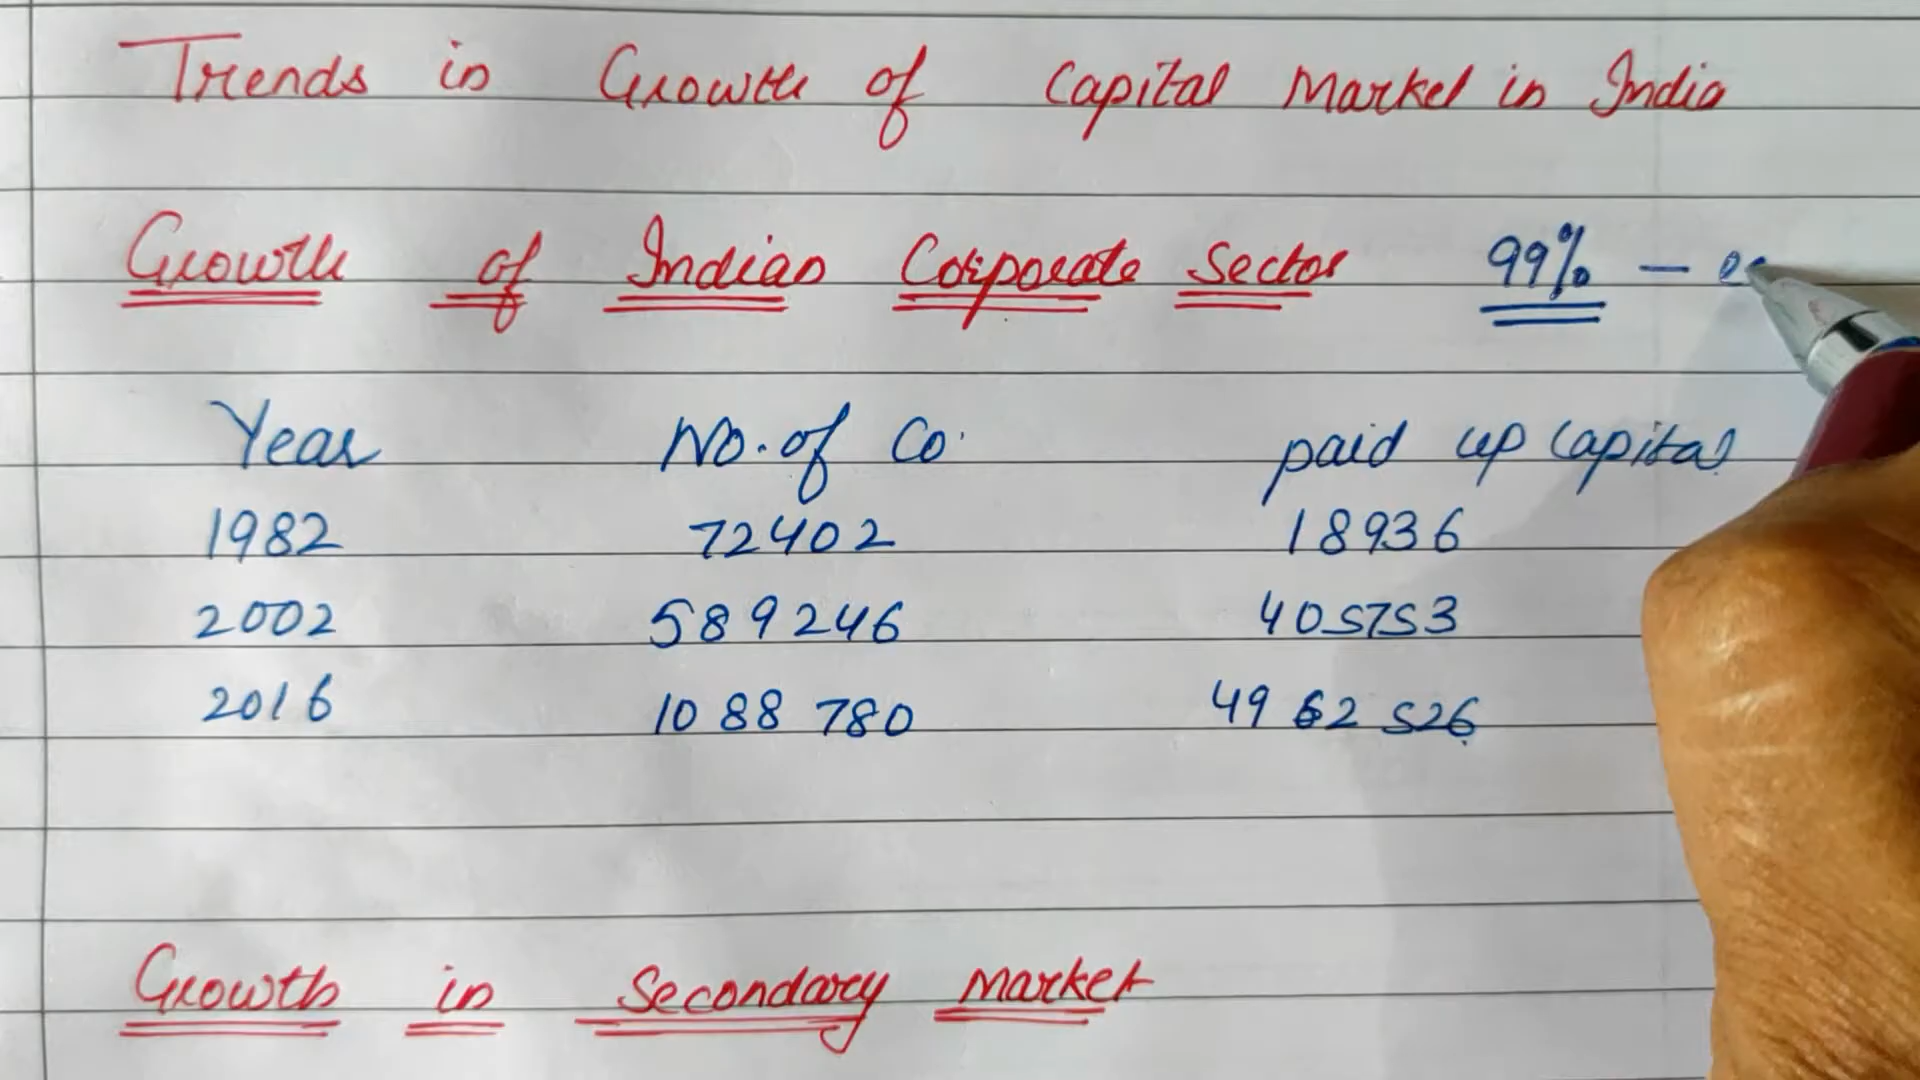 Trends in Growth of Capital Market in India
Growth of Indian Corporate Sector 99% –
Year No. of Co. paid up Capital
1982 72402 18936
2002 589246 405753
2016 10 88 780 49 62 526
Growth in Secondary Market